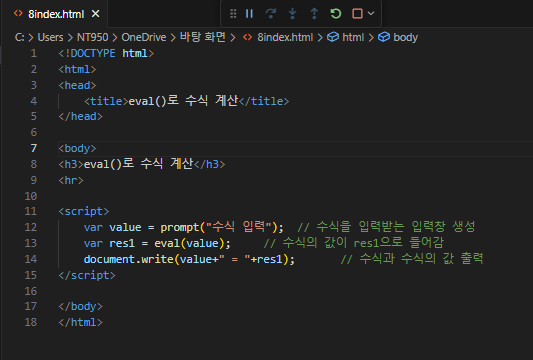 8index.html
C: > Users > NT950 > OneDrive > 바탕 화면 > 8index.html > html > body
1 <!DOCTYPE html>
2 <html>
3 <head>
4     <title>eval()로 수식 계산</title>
5 </head>
6
7 <body>
8 <h3>eval()로 수식 계산</h3>
9 <hr>
10
11 <script>
12     var value = prompt("수식 입력");  // 수식을 입력받는 입력창 생성
13     var res1 = eval(value);     // 수식의 값이 res1으로 들어감
14     document.write(value+" = "+res1);       // 수식과 수식의 값 출력
15 </script>
16
17 </body>
18 </html>